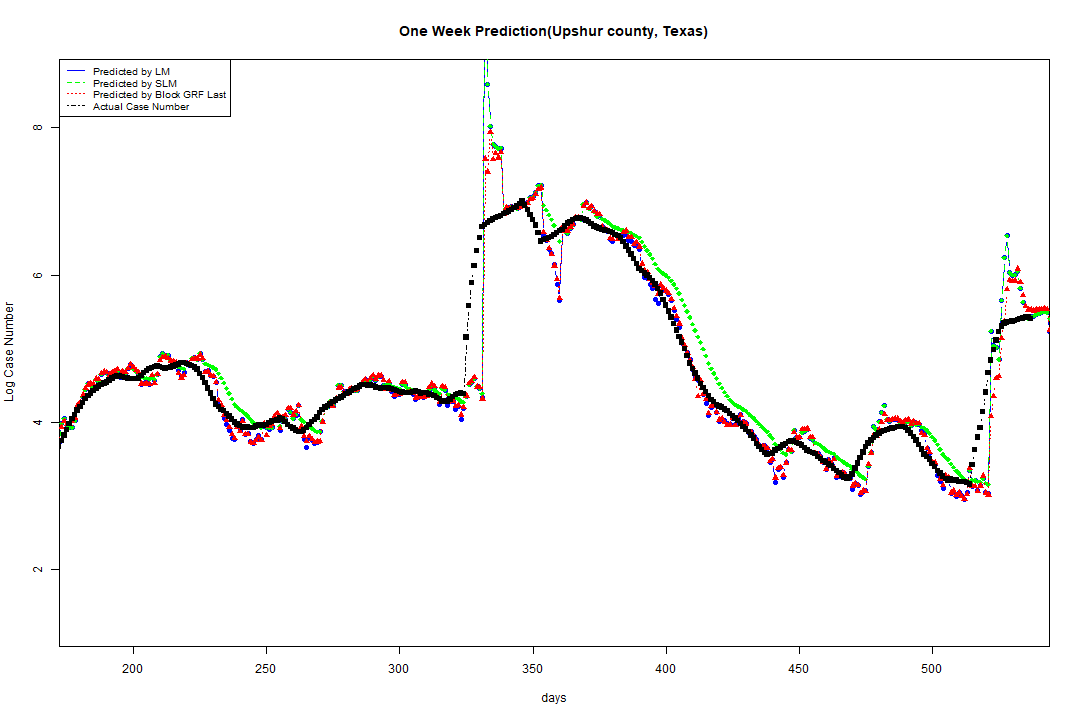 One Week Prediction(Upshur county, Texas)
Predicted by LM
Predicted by SLM
Predicted by Block GRF Last
Actual Case Number
Log Case Number
8
6
4
2
200 250 300 350 400 450 500
days